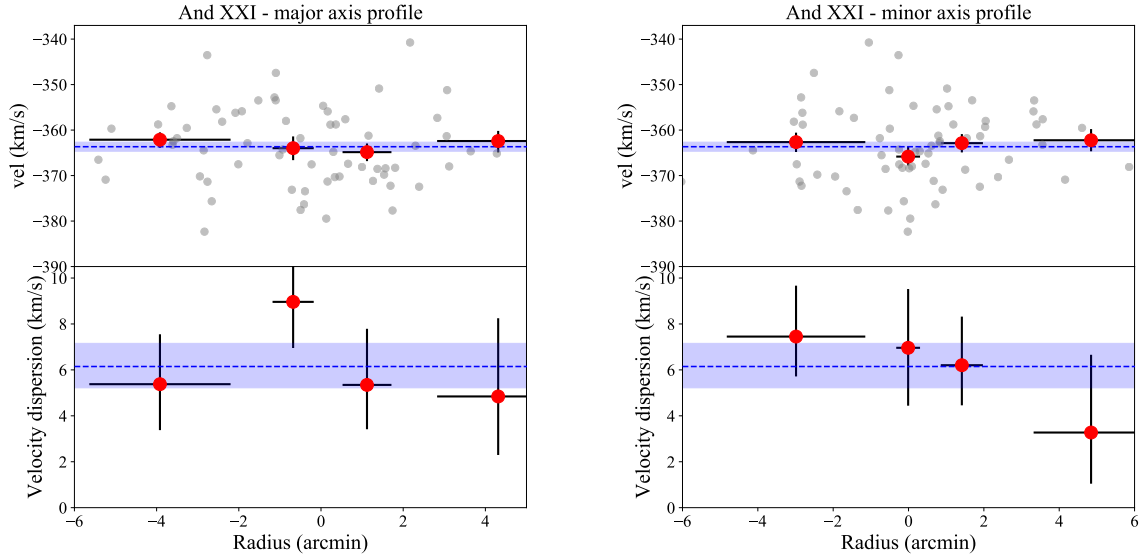 And XXI - major axis profile
vel (km/s)
−340
−350
−360
−370
−380
−390
Velocity dispersion (km/s)
10
8
6
4
2
0
−6 −4 −2 0 2 4
Radius (arcmin)
And XXI - minor axis profile
vel (km/s)
−340
−350
−360
−370
−380
−390
Velocity dispersion (km/s)
10
8
6
4
2
0
−6 −4 −2 0 2 4 6
Radius (arcmin)